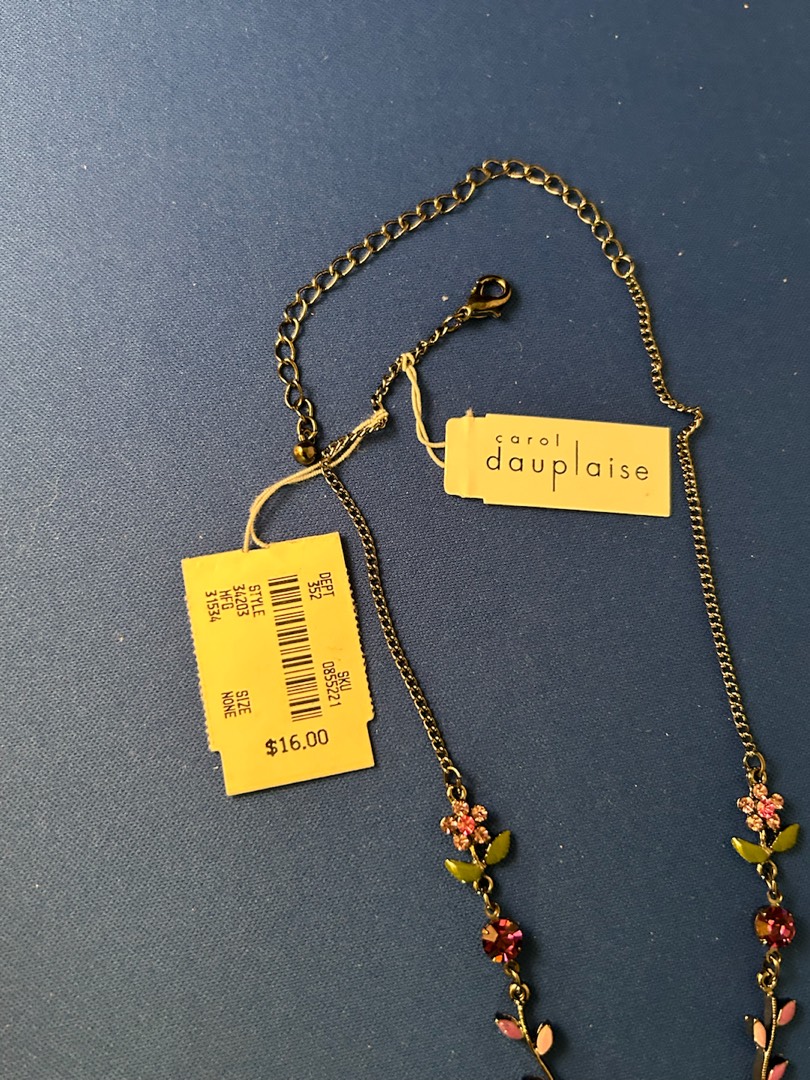 carol
dauplaise
DEPT
352
SKU
0855221
STYLE
34203
MFG
31534
SIZE
NONE
$16.00